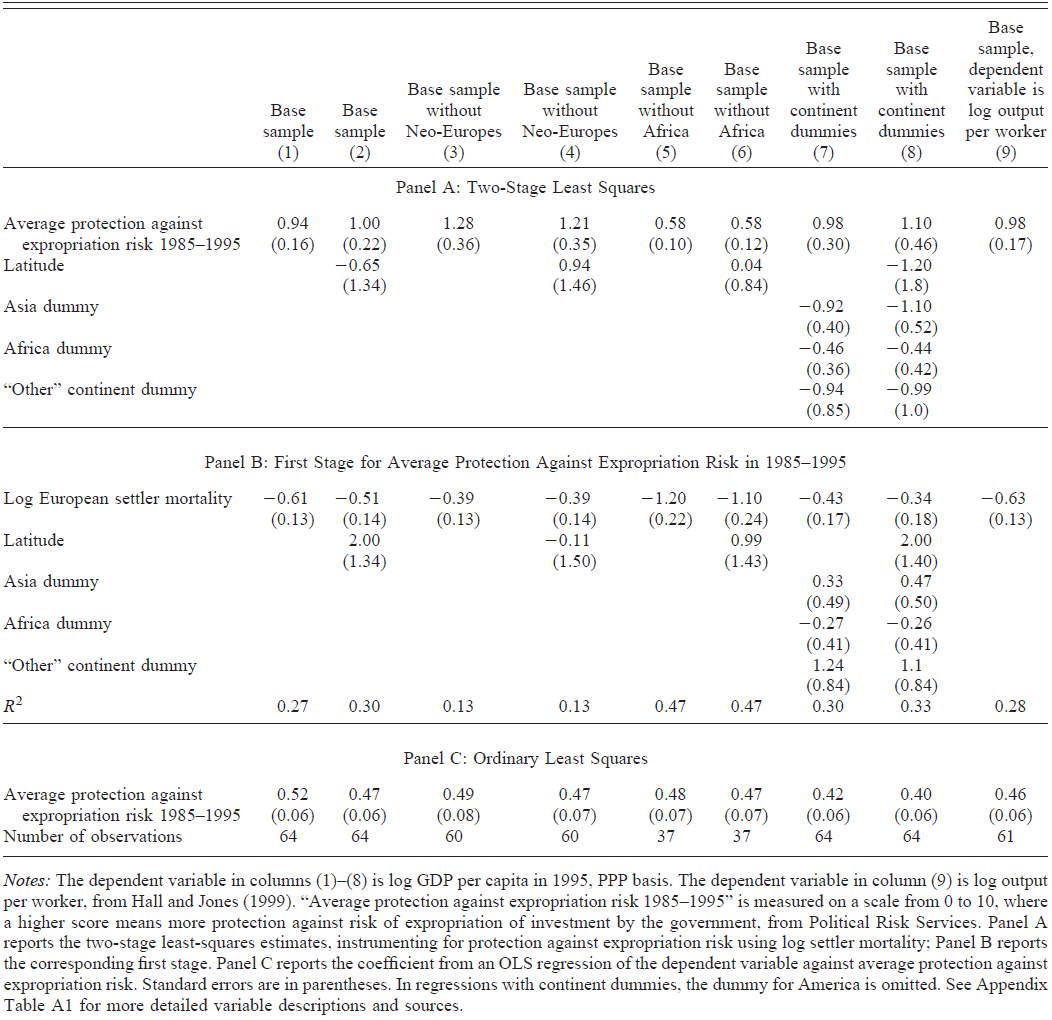 Base
sample,
Base Base dependent
Base Base sample sample variable is
Base sample Base sample sample sample with with log output
Base Base without without without without continent continent per worker
sample sample Neo-Europes Neo-Europes Africa Africa dummies dummies
(1) (2) (3) (4) (5) (6) (7) (8) (9)
Panel A: Two-Stage Least Squares
Average protection against 0.94 1.00 1.28 1.21 0.58 0.58 0.98 1.10 0.98
expropriation risk 1985–1995 (0.16) (0.22) (0.36) (0.35) (0.10) (0.12) (0.30) (0.46) (0.17)
Latitude −0.65 0.94 0.04 −1.20
(1.34) (1.46) (0.84) (1.8)
Asia dummy −0.92 −1.10
(0.40) (0.52)
Africa dummy −0.46 −0.44
(0.36) (0.42)
“Other” continent dummy −0.94 −0.99
(0.85) (1.0)
Panel B: First Stage for Average Protection Against Expropriation Risk in 1985–1995
Log European settler mortality −0.61 −0.51 −0.39 −0.39 −1.20 −1.10 −0.43 −0.34 −0.63
(0.13) (0.14) (0.13) (0.14) (0.22) (0.24) (0.17) (0.18) (0.13)
Latitude 2.00 −0.11 0.99 2.00
(1.34) (1.50) (1.43) (1.40)
Asia dummy 0.33 0.47
(0.49) (0.50)
Africa dummy −0.27 −0.26
(0.41) (0.41)
“Other” continent dummy 1.24 1.1
(0.84) (0.84)
R² 0.27 0.30 0.13 0.13 0.47 0.47 0.30 0.33 0.28
Panel C: Ordinary Least Squares
Average protection against 0.52 0.47 0.49 0.47 0.48 0.47 0.42 0.40 0.46
expropriation risk 1985–1995 (0.06) (0.06) (0.08) (0.07) (0.07) (0.07) (0.06) (0.06) (0.06)
Number of observations 64 64 60 60 37 37 64 64 61
Notes: The dependent variable in columns (1)–(8) is log GDP per capita in 1995, PPP basis. The dependent variable in column (9) is log output
per worker, from Hall and Jones (1999). “Average protection against expropriation risk 1985–1995” is measured on a scale from 0 to 10, where
a higher score means more protection against risk of expropriation of investment by the government, from Political Risk Services. Panel A
reports the two-stage least-squares estimates, instrumenting for protection against expropriation risk using log settler mortality; Panel B reports
the corresponding first stage. Panel C reports the coefficient from an OLS regression of the dependent variable against average protection against
expropriation risk. Standard errors are in parentheses. In regressions with continent dummies, the dummy for America is omitted. See Appendix
Table A1 for more detailed variable descriptions and sources.